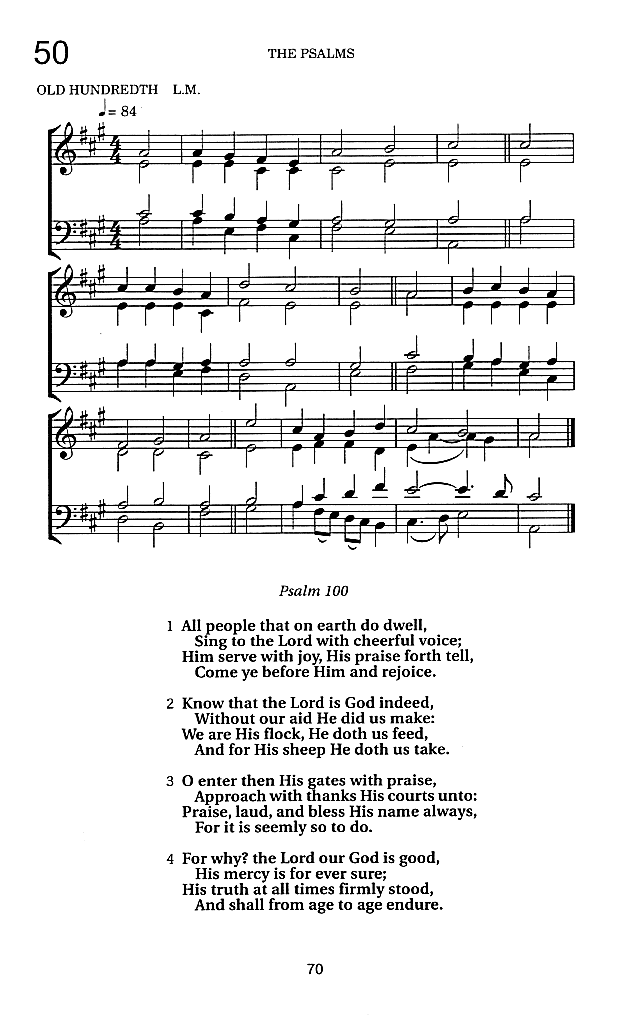 50
THE PSALMS
OLD HUNDREDTH L.M.
♩= 84
Psalm 100
1 All people that on earth do dwell,
Sing to the Lord with cheerful voice;
Him serve with joy, His praise forth tell,
Come ye before Him and rejoice.
2 Know that the Lord is God indeed,
Without our aid He did us make:
We are His flock, He doth us feed,
And for His sheep He doth us take.
3 O enter then His gates with praise,
Approach with thanks His courts unto:
Praise, laud, and bless His name always,
For it is seemly so to do.
4 For why? the Lord our God is good,
His mercy is for ever sure;
His truth at all times firmly stood,
And shall from age to age endure.
70